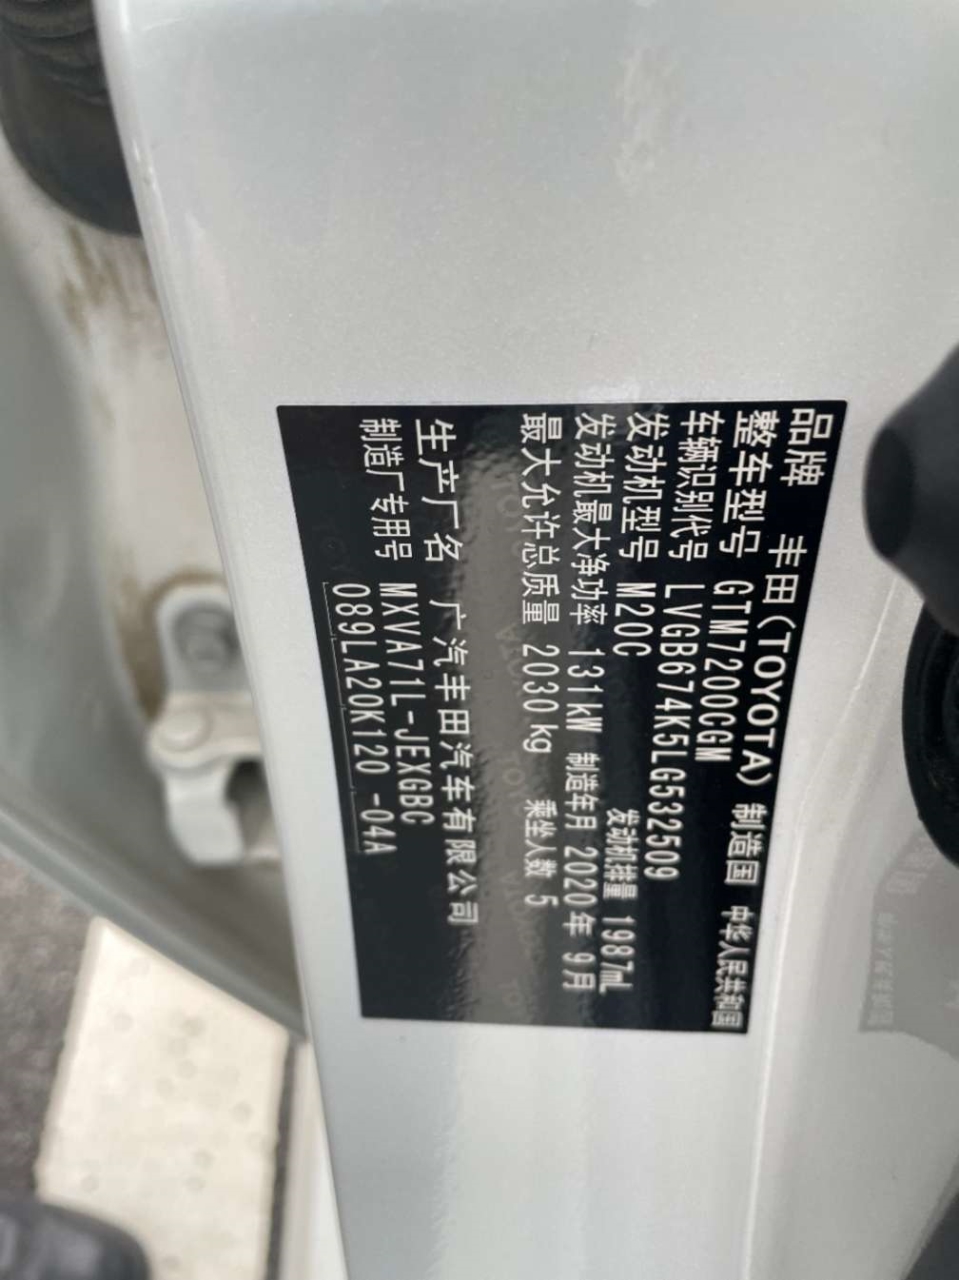 品牌 丰田(TOYOTA) 制造国 中华人民共和国
整车型号 GTM7200CGM
车辆识别代号 LVGB674K5LG532509
发动机型号 M20C 发动机排量 1987mL
发动机最大净功率 131kW 制造年月 2020年9月
最大允许总质量 2030kg 乘坐人数 5
生产厂名 广汽丰田汽车有限公司
制造厂专用号 MXVA71L-JEXGBC
089LA20K120 -04A